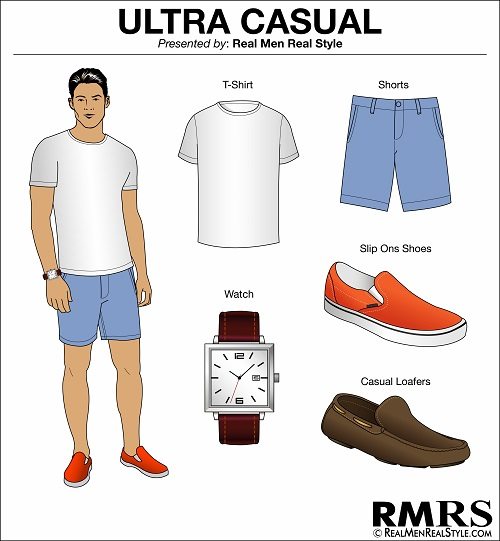 ULTRA CASUAL
Presented by: Real Men Real Style
T-Shirt
Shorts
Slip Ons Shoes
Watch
Casual Loafers
RMRS
© REALMENREALSTYLE.COM